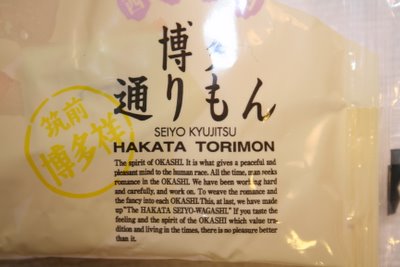 博多
通りもん
SEIYO KYUJITSU
HAKATA TORIMON
The spirit of OKASHI. It is what gives a peaceful and
pleasant mind to the human race. All the time, man seeks
romance in the OKASHI. We have been working hard
and carefully, and work on. To weave the romance and
the fancy into each OKASHI. This, at last, we have made
up "The HAKATA SEIYO-WAGASHI." If you taste the
feeling and the spirit of the OKASHI which value tra-
dition and living in the times, there is no pleasure better
than it.
筑前
博多祥